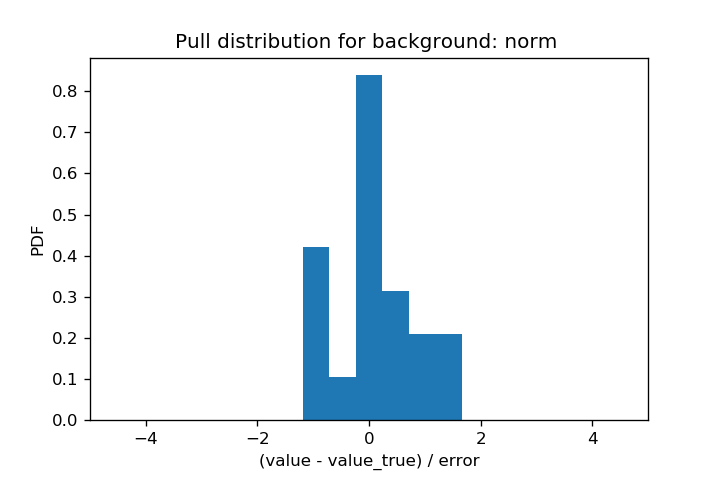 Pull distribution for background: norm
PDF
0.8
0.7
0.6
0.5
0.4
0.3
0.2
0.1
0.0
−4 −2 0 2 4
(value - value_true) / error